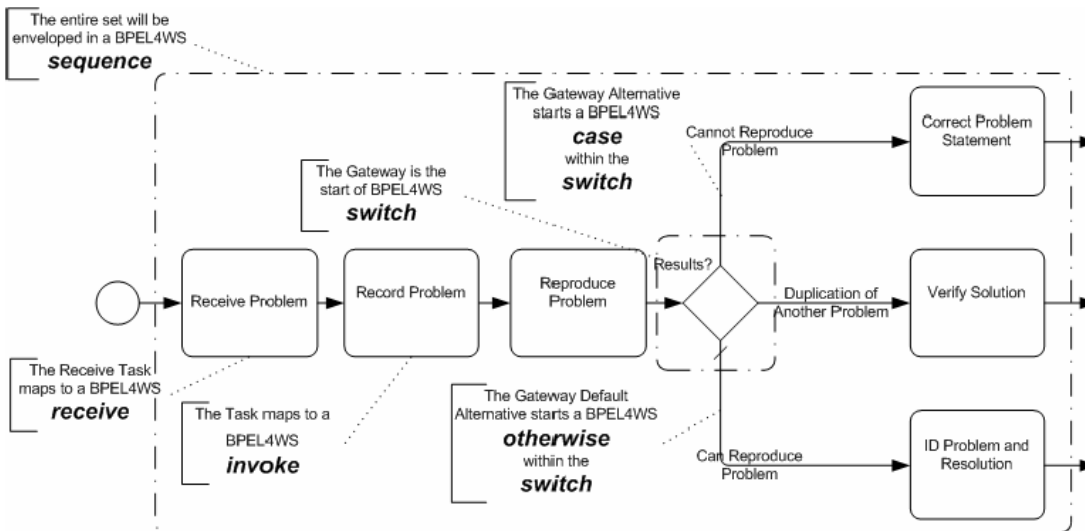 The entire set will be
enveloped in a BPEL4WS
sequence
The Gateway Alternative
starts a BPEL4WS
case
within the
switch
Cannot Reproduce
Problem
Correct Problem
Statement
The Gateway is the
start of BPEL4WS
switch
Results?
Receive Problem
Record Problem
Reproduce
Problem
Duplication of
Another Problem
Verify Solution
The Receive Task
maps to a BPEL4WS
receive
The Task maps to a
BPEL4WS
invoke
The Gateway Default
Alternative starts a BPEL4WS
otherwise
within the
switch
Can Reproduce
Problem
ID Problem and
Resolution